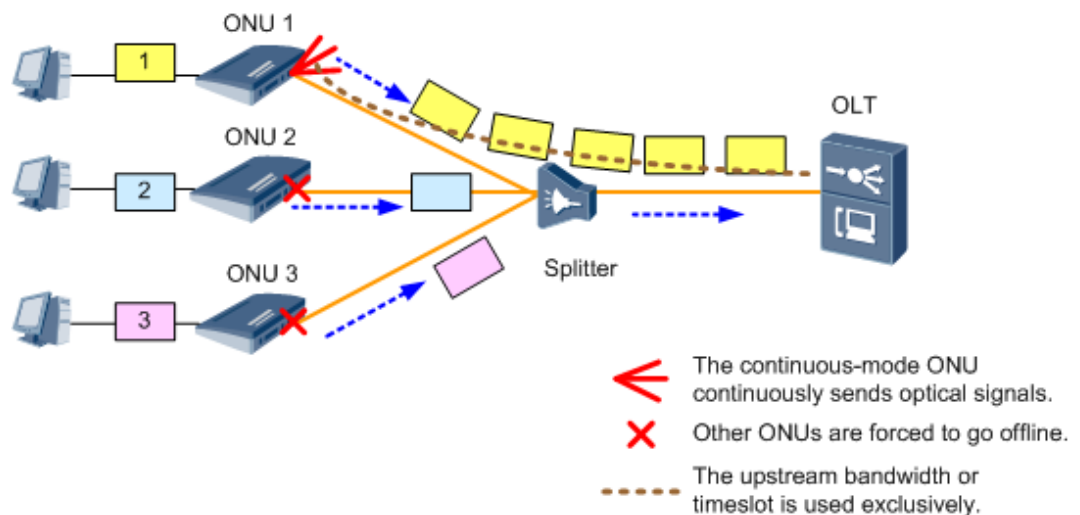 ONU 1
1
OLT
ONU 2
2
Splitter
ONU 3
3
The continuous-mode ONU
continuously sends optical signals.
Other ONUs are forced to go offline.
The upstream bandwidth or
timeslot is used exclusively.